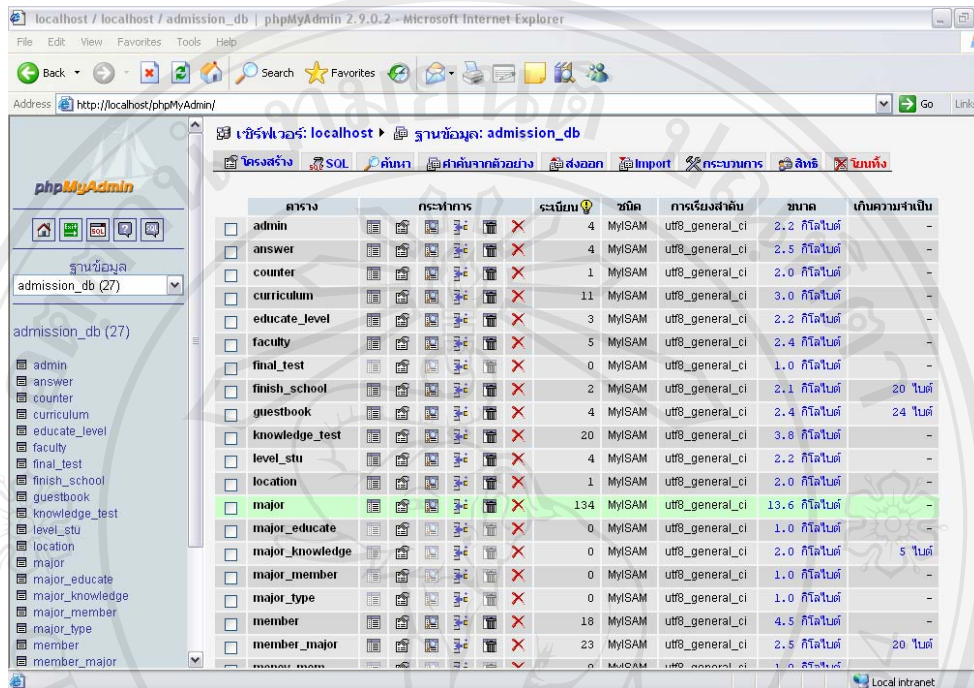 localhost / localhost / admission_db | phpMyAdmin 2.9.0.2 - Microsoft Internet Explorer
File Edit View Favorites Tools Help
Back Search Favorites
Address http://localhost/phpMyAdmin/ Go Links
เซิร์ฟเวอร์: localhost ▶ ฐานข้อมูล: admission_db
โครงสร้าง SQL ค้นหา ค้นจากตัวอย่าง ส่งออก Import กระบวนการ สิทธิ โยนทิ้ง
phpMyAdmin
ฐานข้อมูล
admission_db (27)
admission_db (27)
admin
answer
counter
curriculum
educate_level
faculty
final_test
finish_school
guestbook
knowledge_test
level_stu
location
major
major_educate
major_knowledge
major_member
major_type
member
member_major
ตาราง กระทำการ ระเบียน ชนิด การเรียงลำดับ ขนาด เกินความจำเป็น
admin 4 MyISAM utf8_general_ci 2.2 กิโลไบต์ -
answer 4 MyISAM utf8_general_ci 2.5 กิโลไบต์ -
counter 1 MyISAM utf8_general_ci 2.0 กิโลไบต์ -
curriculum 11 MyISAM utf8_general_ci 3.0 กิโลไบต์ -
educate_level 3 MyISAM utf8_general_ci 2.2 กิโลไบต์ -
faculty 5 MyISAM utf8_general_ci 2.4 กิโลไบต์ -
final_test 0 MyISAM utf8_general_ci 1.0 กิโลไบต์ -
finish_school 2 MyISAM utf8_general_ci 2.1 กิโลไบต์ 20 ไบต์
guestbook 4 MyISAM utf8_general_ci 2.4 กิโลไบต์ 24 ไบต์
knowledge_test 20 MyISAM utf8_general_ci 3.8 กิโลไบต์ -
level_stu 4 MyISAM utf8_general_ci 2.2 กิโลไบต์ -
location 1 MyISAM utf8_general_ci 2.0 กิโลไบต์ -
major 134 MyISAM utf8_general_ci 13.6 กิโลไบต์ -
major_educate 0 MyISAM utf8_general_ci 1.0 กิโลไบต์ -
major_knowledge 0 MyISAM utf8_general_ci 2.0 กิโลไบต์ 5 ไบต์
major_member 0 MyISAM utf8_general_ci 1.0 กิโลไบต์ -
major_type 0 MyISAM utf8_general_ci 1.0 กิโลไบต์ -
member 18 MyISAM utf8_general_ci 4.5 กิโลไบต์ -
member_major 23 MyISAM utf8_general_ci 2.5 กิโลไบต์ 20 ไบต์
Local intranet